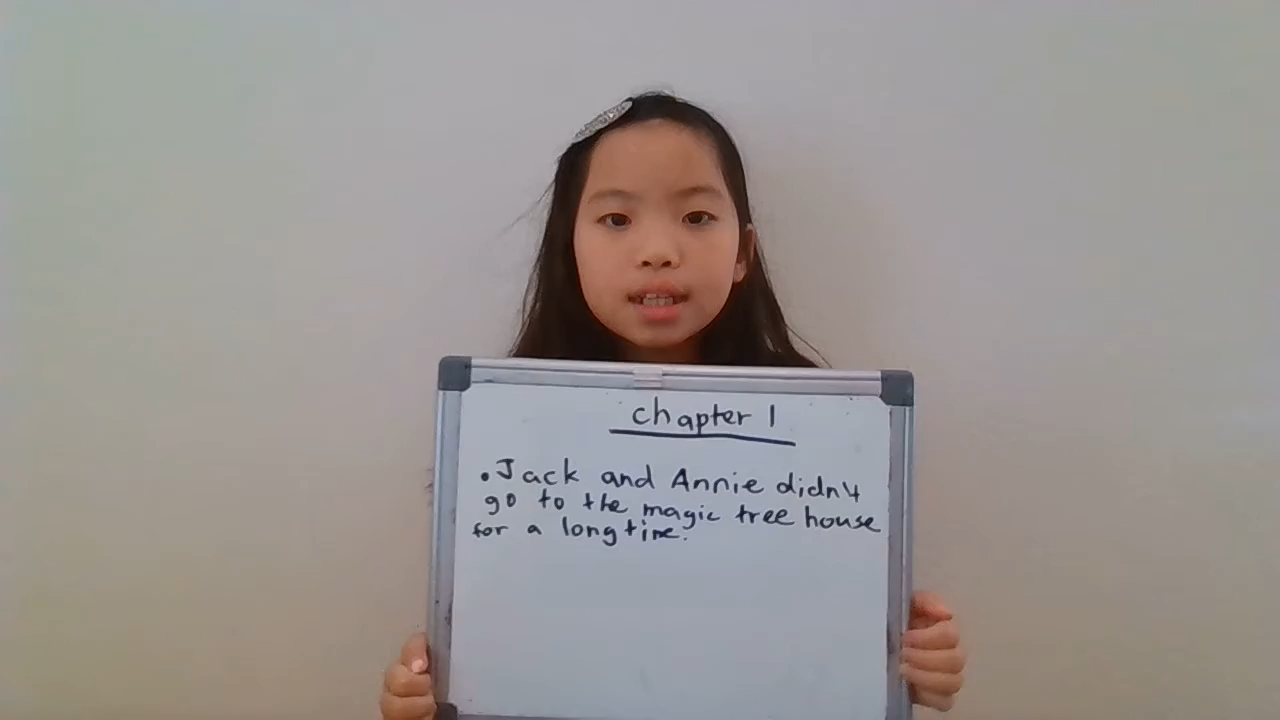 chapter 1
• Jack and Annie didn't
go to the magic tree house
for a long time.